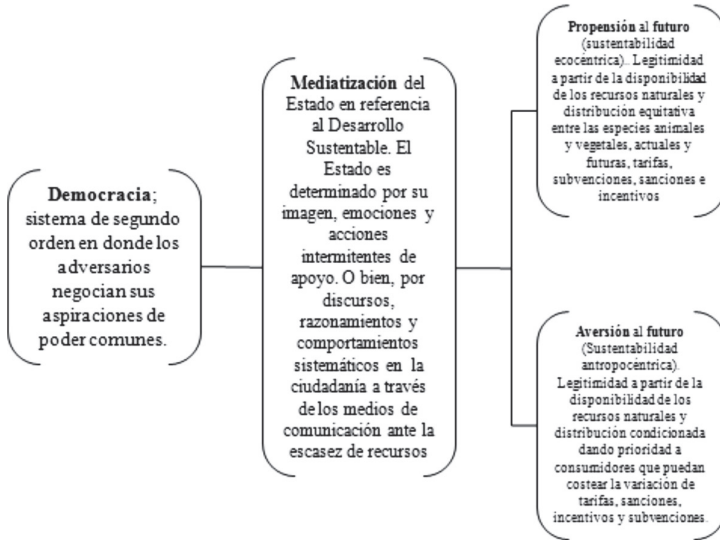 Democracia;
sistema de segundo
orden en donde los
adversarios
negocian sus
aspiraciones de
poder comunes.
Mediatización del
Estado en referencia
al Desarrollo
Sustentable. El
Estado es
determinado por su
imagen, emociones y
acciones
intermitentes de
apoyo. O bien, por
discursos,
razonamientos y
comportamientos
sistemáticos en la
ciudadanía a través
de los medios de
comunicación ante la
escasez de recursos
Propensión al futuro
(sustentabilidad
ecocéntrica). Legitimidad
a partir de la disponibilidad
de los recursos naturales y
distribución equitativa
entre las especies animales
y vegetales, actuales y
futuras, tarifas,
subvenciones, sanciones e
incentivos
Aversión al futuro
(Sustentabilidad
antropocéntrica).
Legitimidad a partir de la
disponibilidad de los
recursos naturales y
distribución condicionada
dando prioridad a
consumidores que puedan
costear la variación de
tarifas, sanciones,
incentivos y subvenciones.